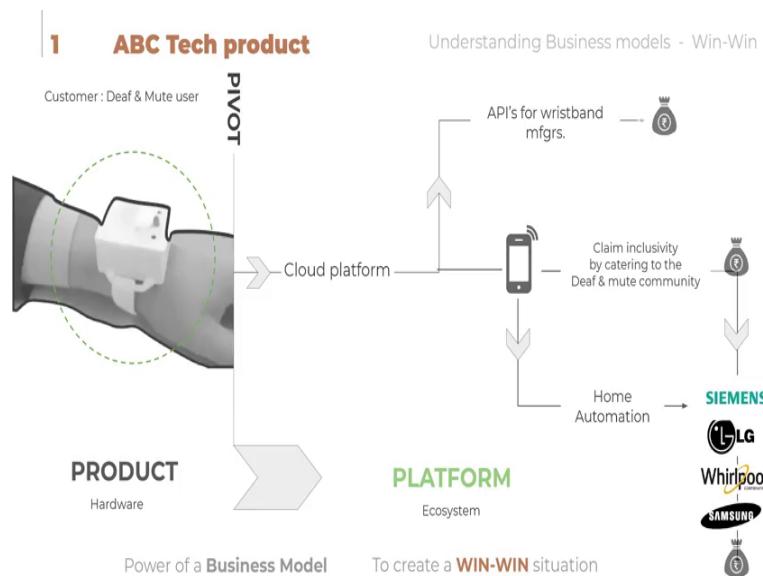 1 ABC Tech product
Understanding Business models - Win-Win
Customer : Deaf & Mute user
PIVOT
API's for wristband
mfgrs.
Cloud platform
Claim inclusivity
by catering to the
Deaf & mute community
Home
Automation
SIEMENS
LG
Whirlpool
CORPORATION
SAMSUNG
PRODUCT
Hardware
PLATFORM
Ecosystem
Power of a Business Model
To create a WIN-WIN situation